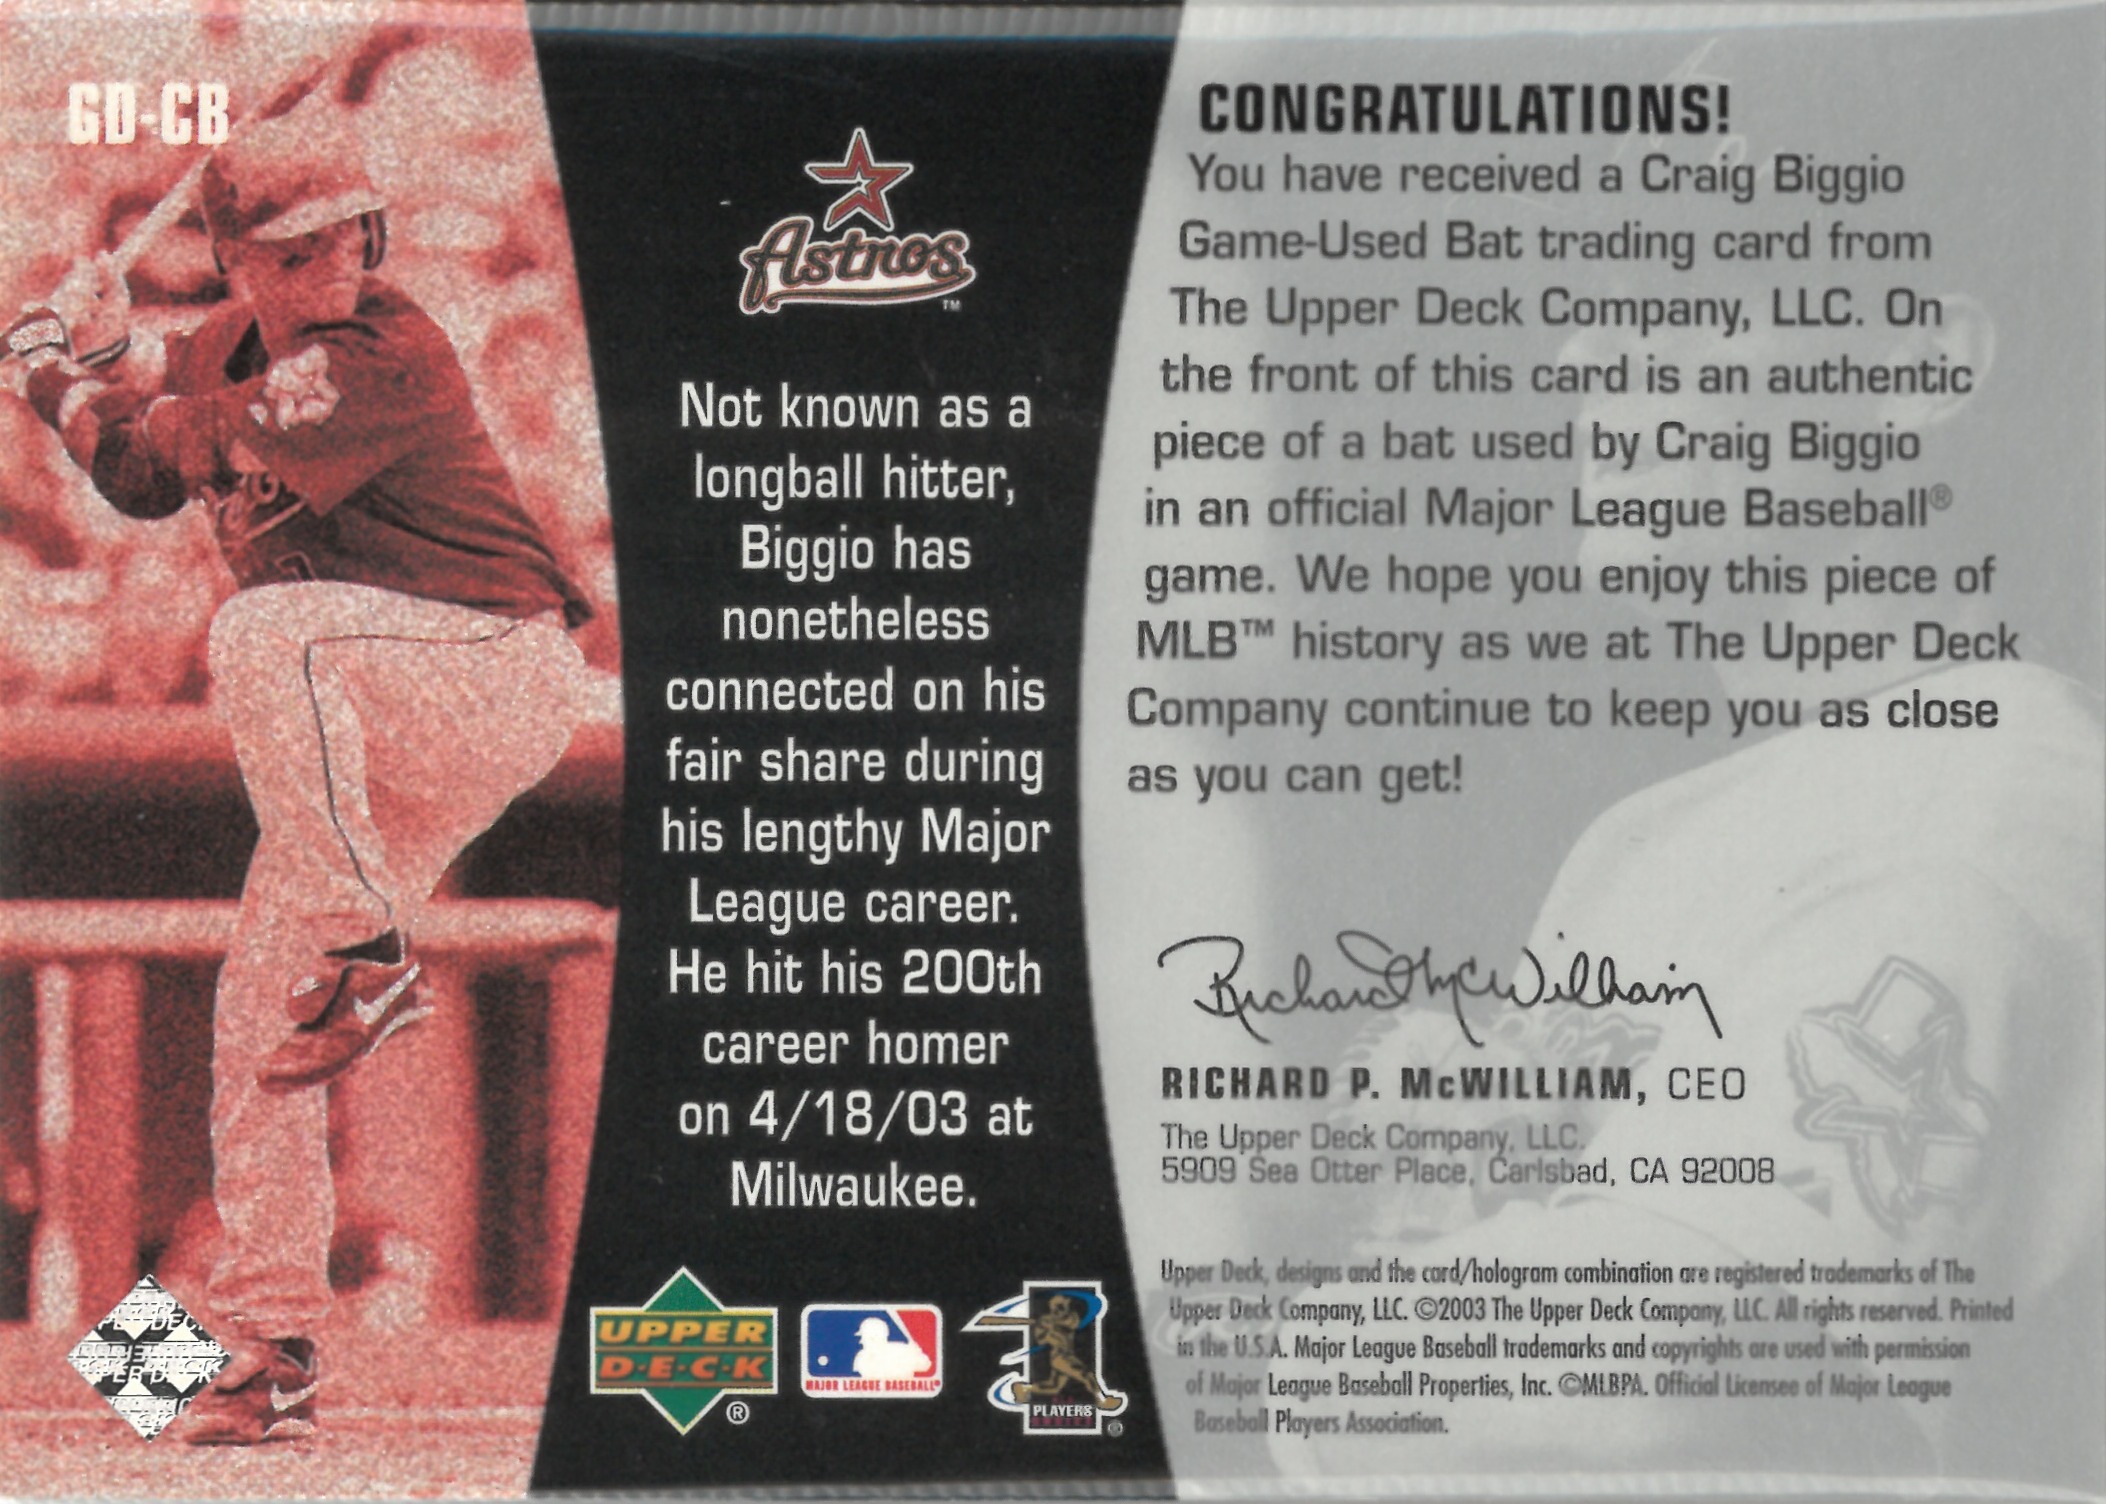 GD-CB
Astros
TM
Not known as a
longball hitter,
Biggio has
nonetheless
connected on his
fair share during
his lengthy Major
League career.
He hit his 200th
career homer
on 4/18/03 at
Milwaukee.
UPPER
D·E·C·K
®
MAJOR LEAGUE BASEBALL®
PLAYERS
CHOICE
®
CONGRATULATIONS!
You have received a Craig Biggio
Game-Used Bat trading card from
The Upper Deck Company, LLC. On
the front of this card is an authentic
piece of a bat used by Craig Biggio
in an official Major League Baseball®
game. We hope you enjoy this piece of
MLB™ history as we at The Upper Deck
Company continue to keep you as close
as you can get!
Richard McWilliam
RICHARD P. McWILLIAM, CEO
The Upper Deck Company, LLC.
5909 Sea Otter Place, Carlsbad, CA 92008
Upper Deck, designs and the card/hologram combination are registered trademarks of The
Upper Deck Company, LLC. ©2003 The Upper Deck Company, LLC. All rights reserved. Printed
in the U.S.A. Major League Baseball trademarks and copyrights are used with permission
of Major League Baseball Properties, Inc. ©MLBPA. Official Licensee of Major League
Baseball Players Association.